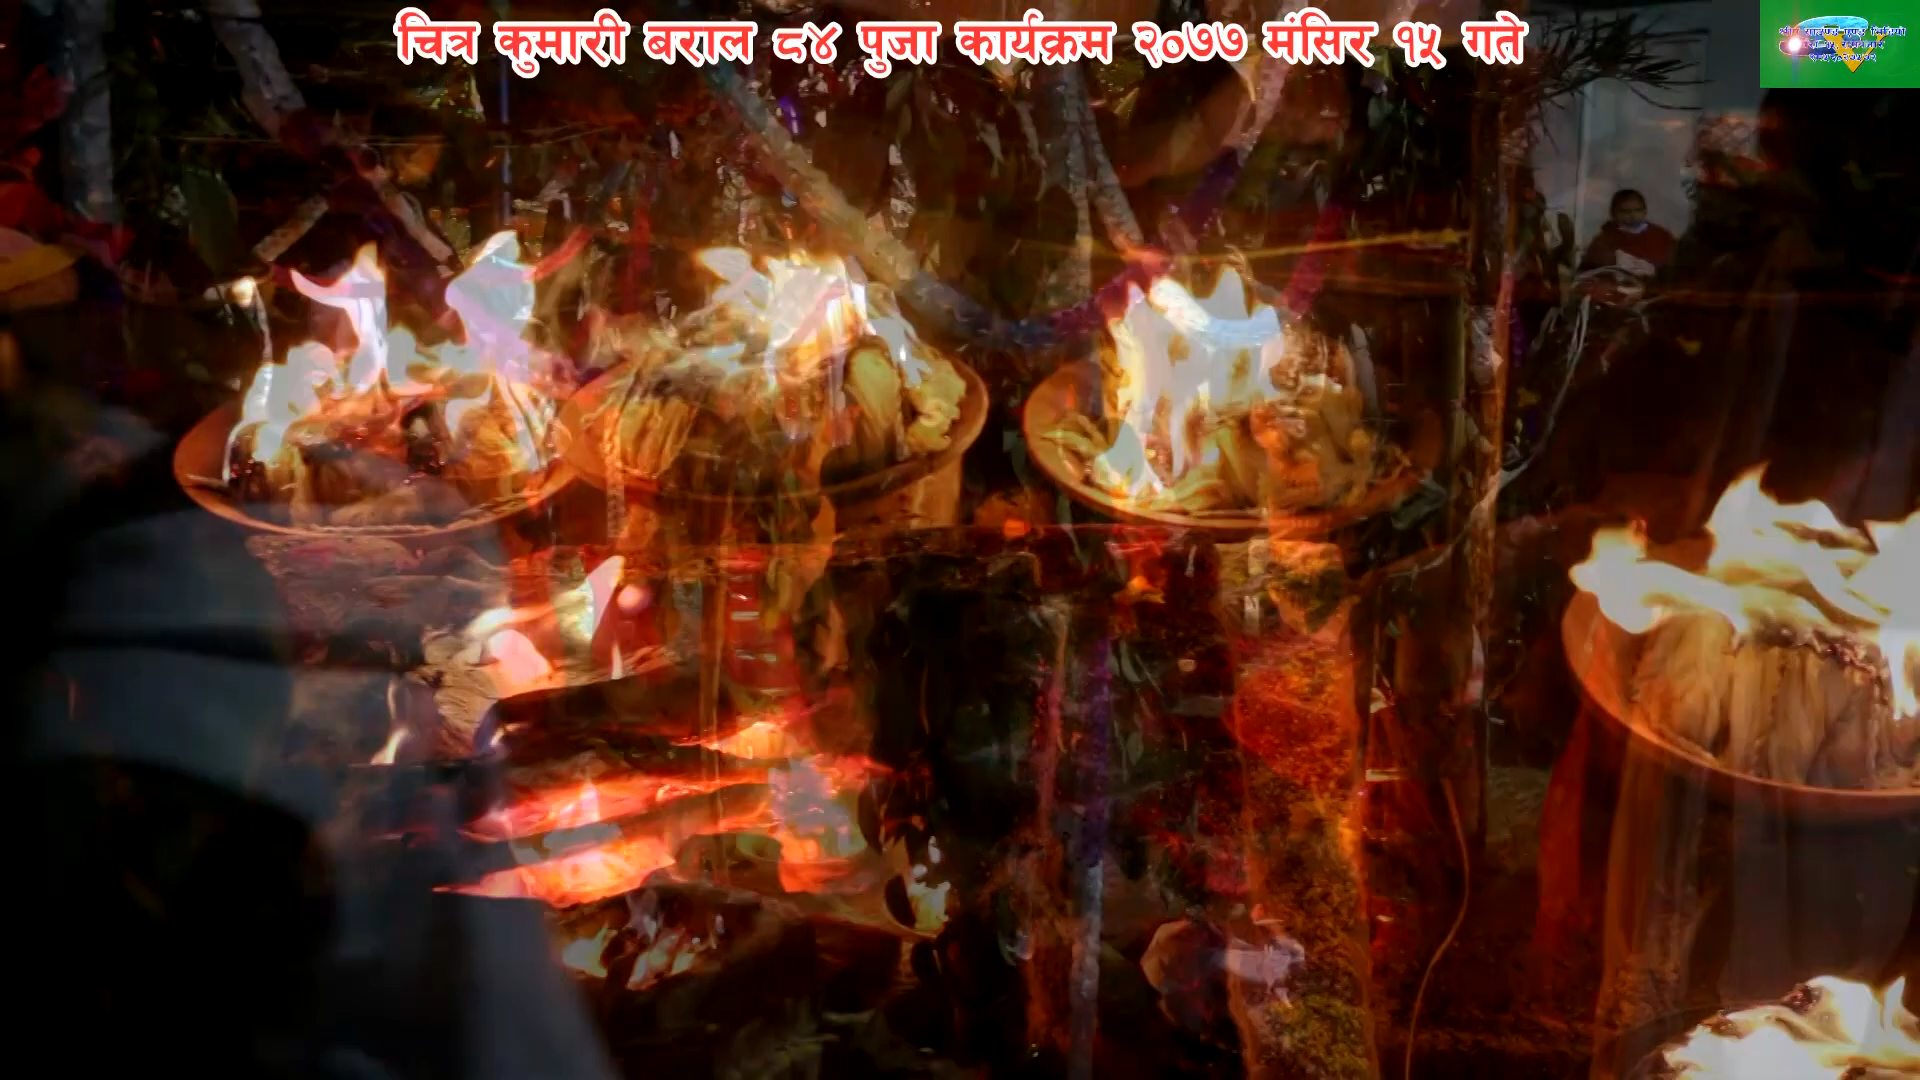 चित्र कुमारी बराल ८४ पुजा कार्यक्रम २०७७ मंसिर १५ गते